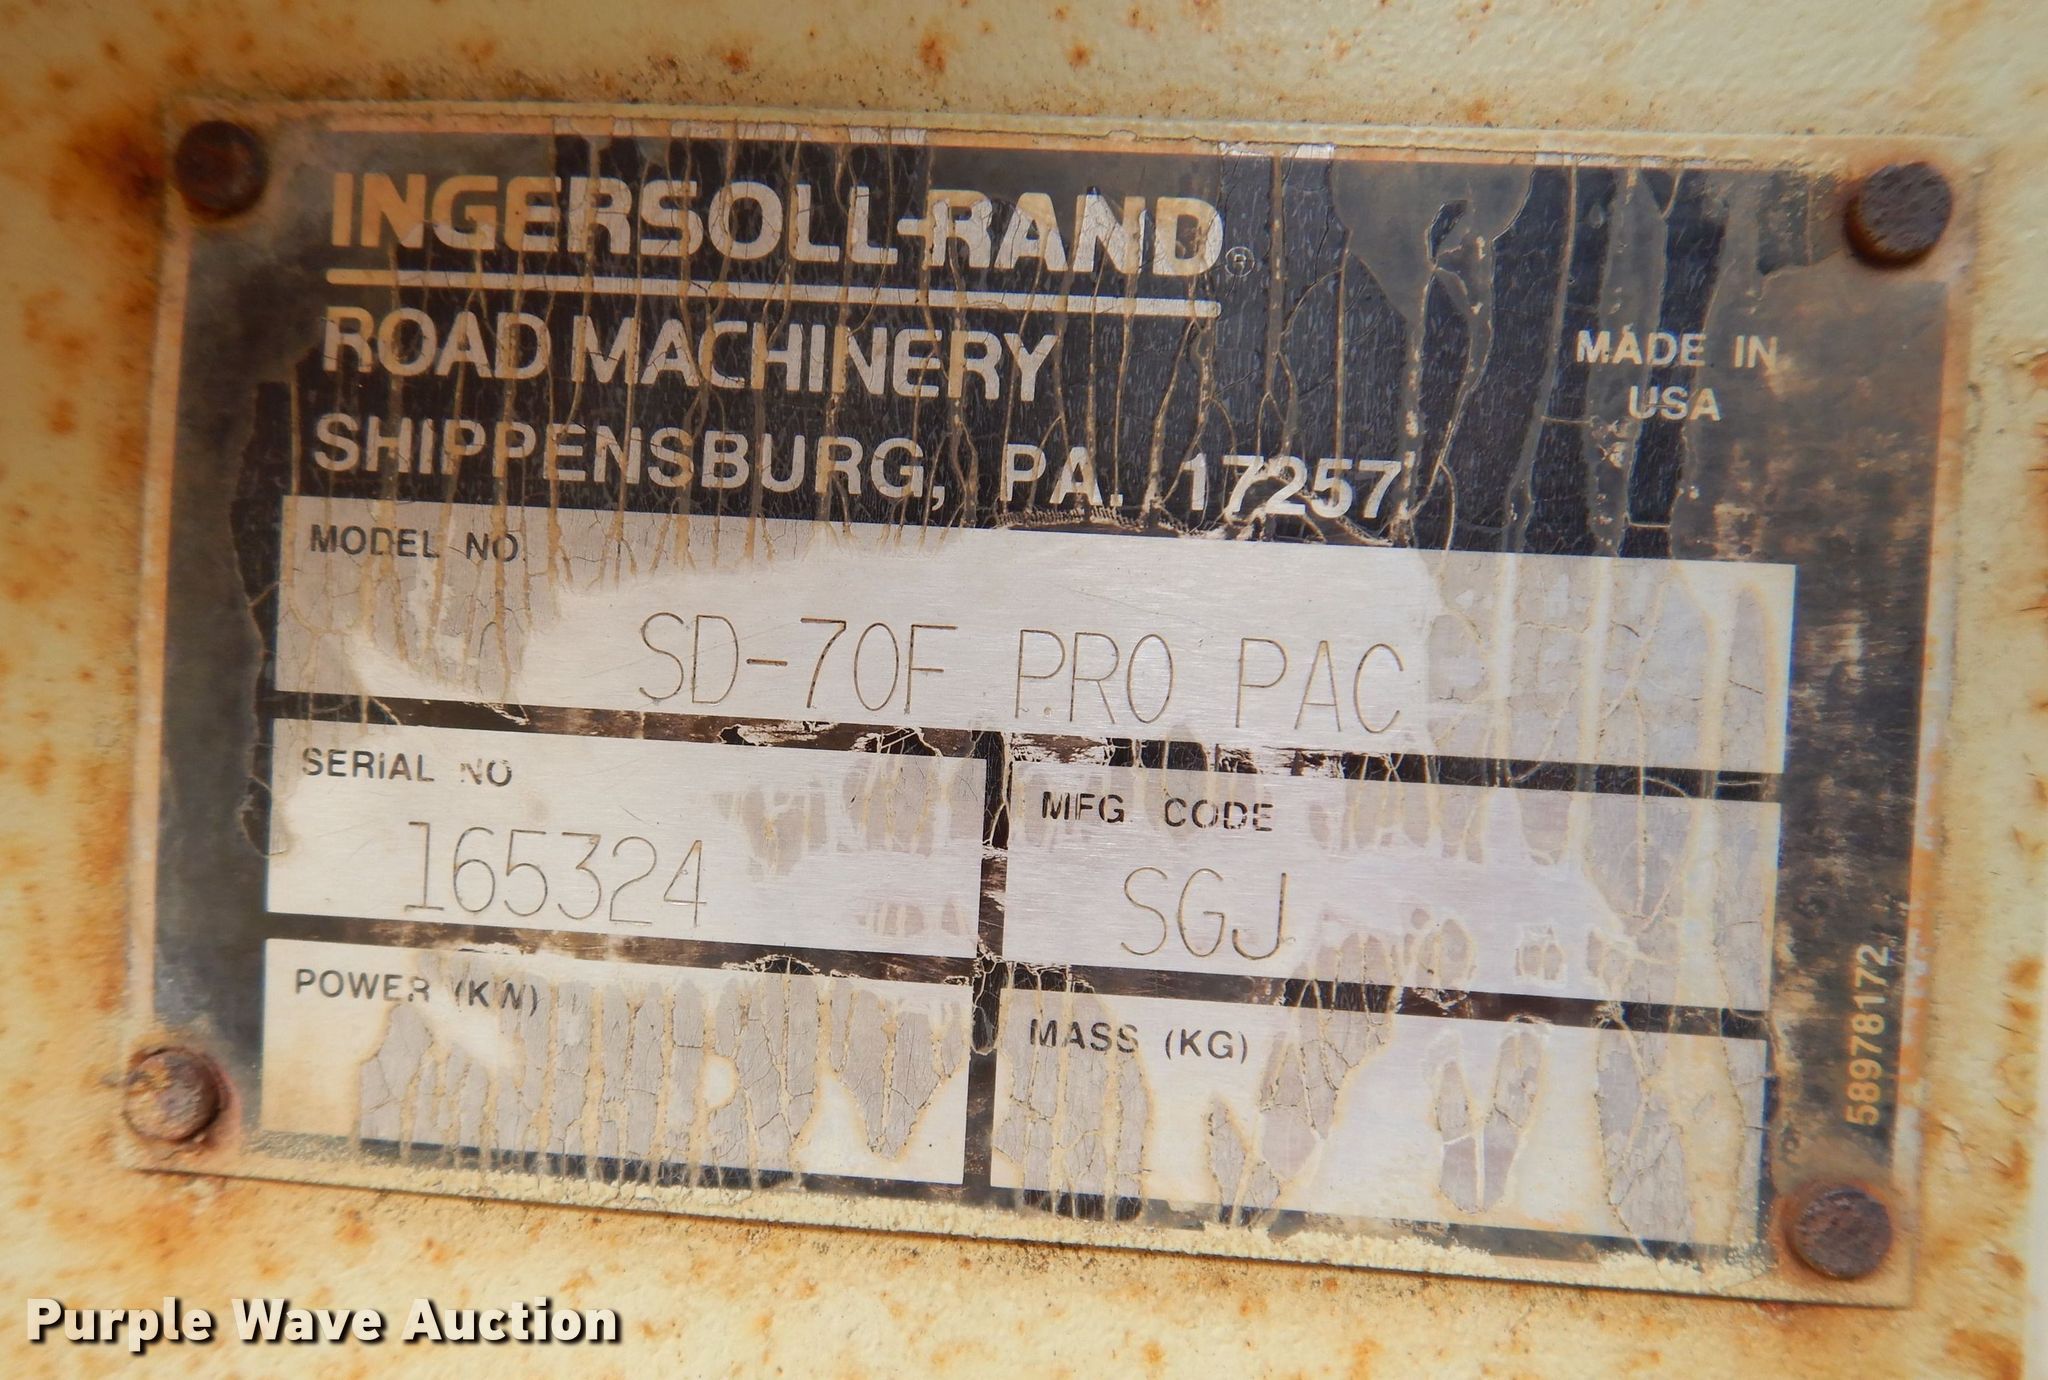 INGERSOLL-RAND®
ROAD MACHINERY
SHIPPENSBURG, PA. 17257
MADE IN
USA
MODEL NO.
SD-70F PRO PAC
SERIAL NO
165324
MFG. CODE
SGJ
POWER (KW)
MASS (KG)
58978172
Purple Wave Auction